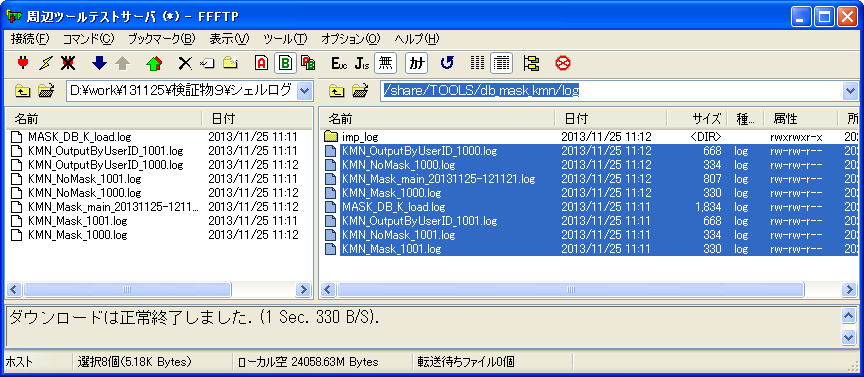 周辺ツールテストサーバ (*) - FFFTP
接続(F) コマンド(C) ブックマーク(B) 表示(V) ツール(T) オプション(O) ヘルプ(H)
A B EUC JIS 無 ｶﾅ
D:¥work¥131125¥検証物９¥シェルログ /share/TOOLS/db_mask_kmn/log
名前 日付
MASK_DB_K_load.log 2013/11/25 11:11
KMN_OutputByUserID_1001.log 2013/11/25 11:11
KMN_OutputByUserID_1000.log 2013/11/25 11:12
KMN_NoMask_1001.log 2013/11/25 11:11
KMN_NoMask_1000.log 2013/11/25 11:12
KMN_Mask_main_20131125-1211... 2013/11/25 11:12
KMN_Mask_1001.log 2013/11/25 11:11
KMN_Mask_1000.log 2013/11/25 11:12
名前 日付 サイズ 種... 属性 所
imp_log 2013/11/25 11:12 <DIR> rwxrwxr-x
KMN_OutputByUserID_1000.log 2013/11/25 11:12 668 log rw-rw-r--
KMN_NoMask_1000.log 2013/11/25 11:12 334 log rw-rw-r--
KMN_Mask_main_20131125-121121.log 2013/11/25 11:12 807 log rw-rw-r--
KMN_Mask_1000.log 2013/11/25 11:12 330 log rw-rw-r--
MASK_DB_K_load.log 2013/11/25 11:11 1,834 log rw-rw-r--
KMN_OutputByUserID_1001.log 2013/11/25 11:11 668 log rw-rw-r--
KMN_NoMask_1001.log 2013/11/25 11:11 334 log rw-rw-r--
KMN_Mask_1001.log 2013/11/25 11:11 330 log rw-rw-r--
ダウンロードは正常終了しました. (1 Sec. 330 B/S).
ホスト 選択8個(5.18K Bytes) ローカル空 24058.63M Bytes 転送待ちファイル0個